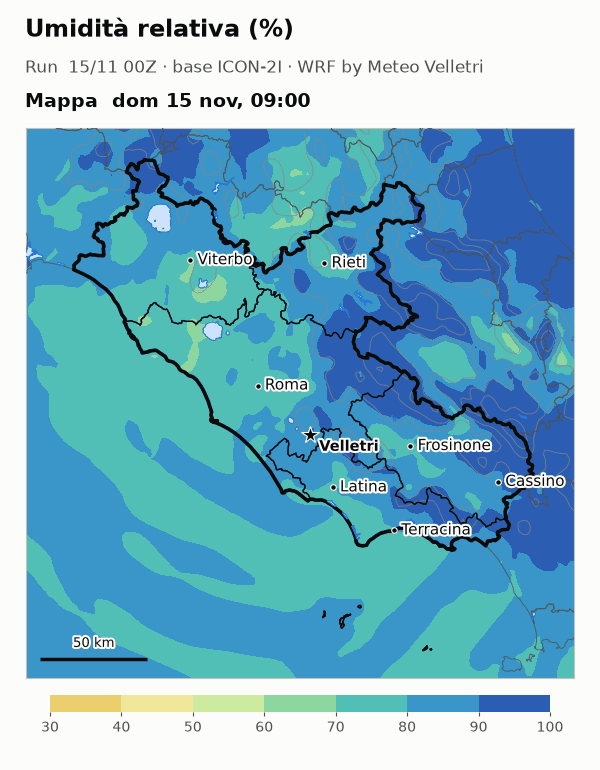 Umidità relativa (%)
Run  15/11 00Z · base ICON-2I · WRF by Meteo Velletri
Mappa  dom 15 nov, 09:00
Viterbo
Rieti
Roma
Velletri
Frosinone
Cassino
Latina
Terracina
50 km
30 40 50 60 70 80 90 100